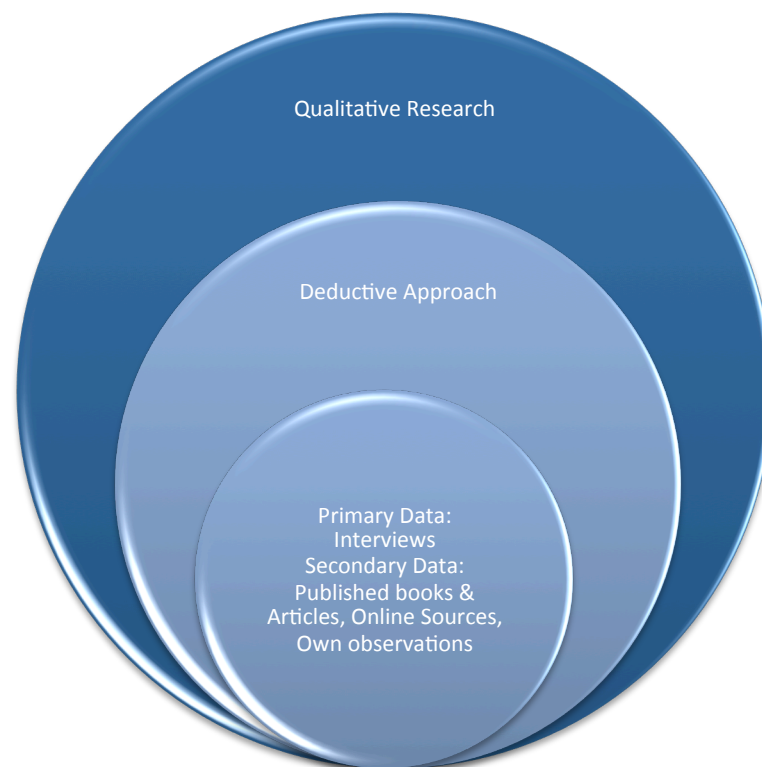 Qualitative Research
Deductive Approach
Primary Data:
Interviews
Secondary Data:
Published books &
Articles, Online Sources,
Own observations